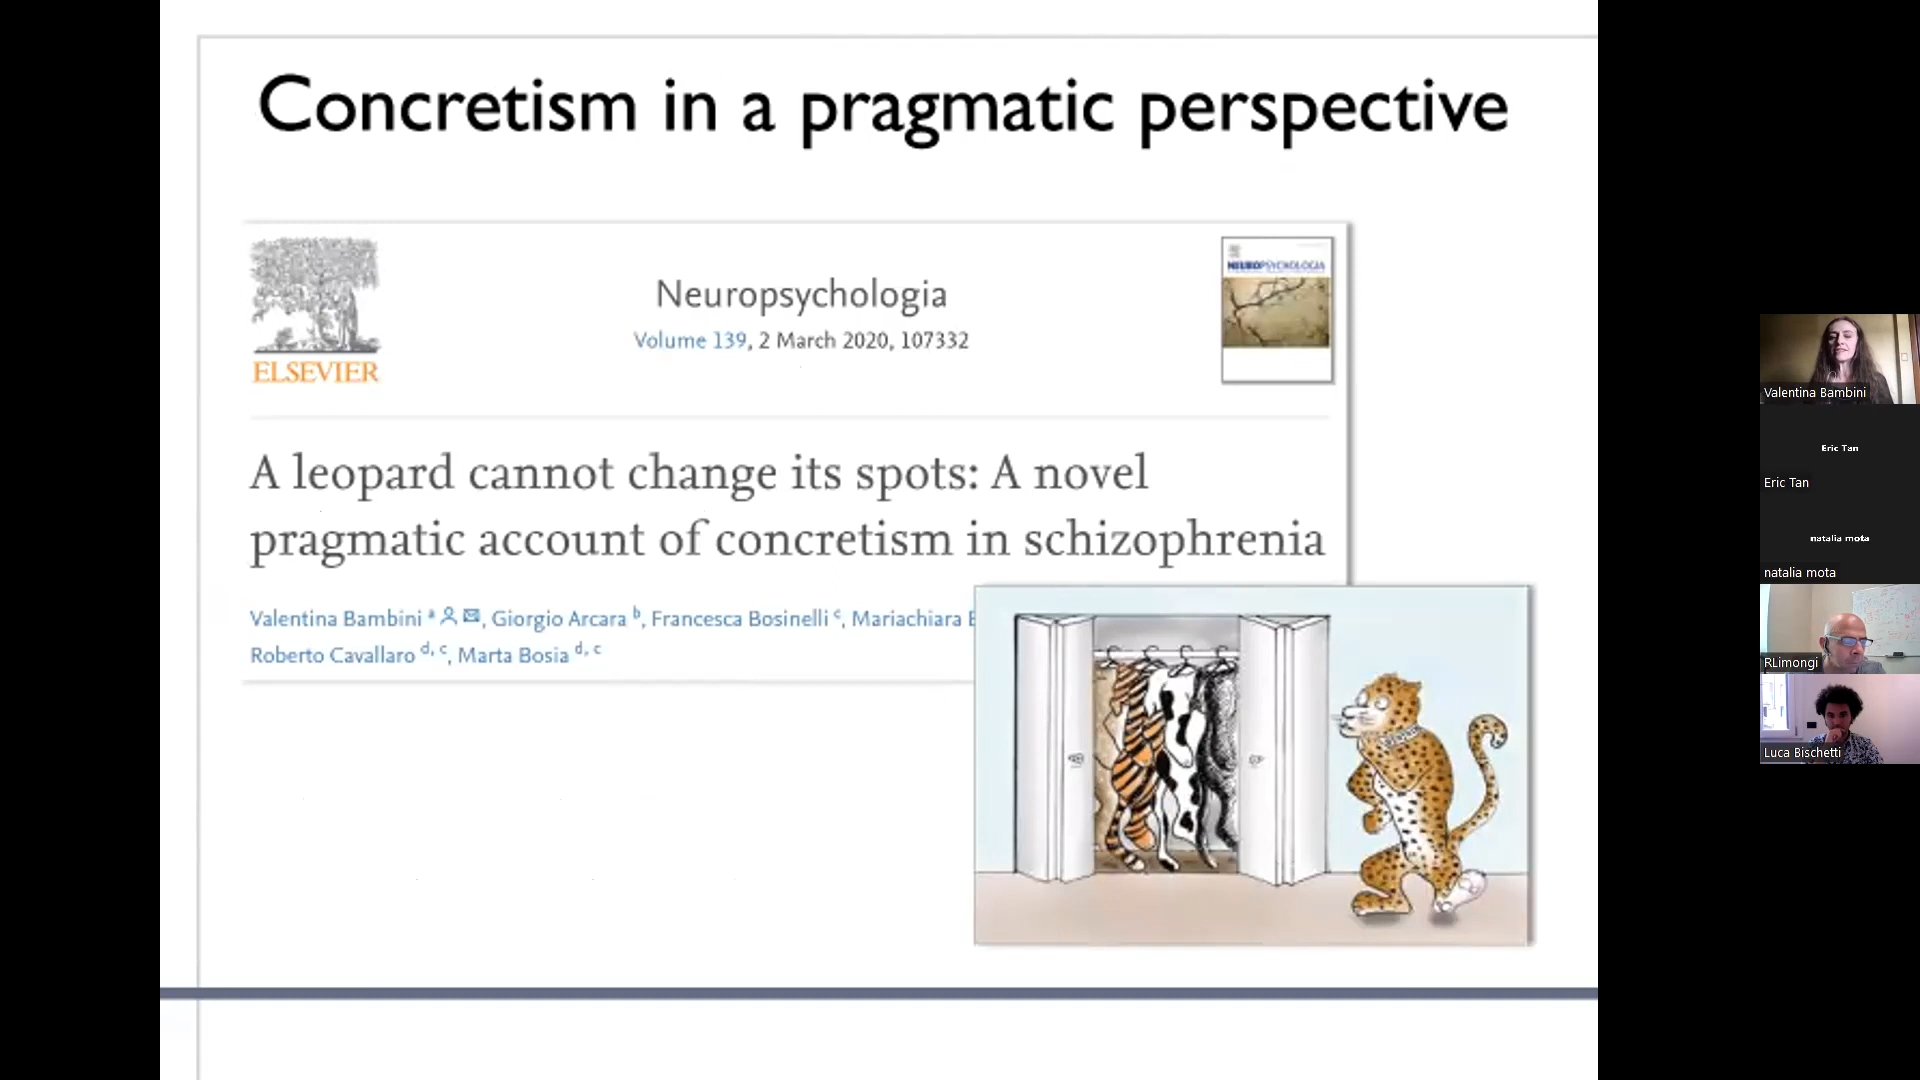 Concretism in a pragmatic perspective
ELSEVIER
Neuropsychologia
Volume 139, 2 March 2020, 107332
NEUROPSYCHOLOGIA
A leopard cannot change its spots: A novel
pragmatic account of concretism in schizophrenia
Valentina Bambini a, Giorgio Arcara b, Francesca Bosinelli c, Mariachiara
Roberto Cavallaro d, c, Marta Bosia d, c
Valentina Bambini
Eric Tan
Eric Tan
natalia mota
natalia mota
RLimongi
Luca Bischetti